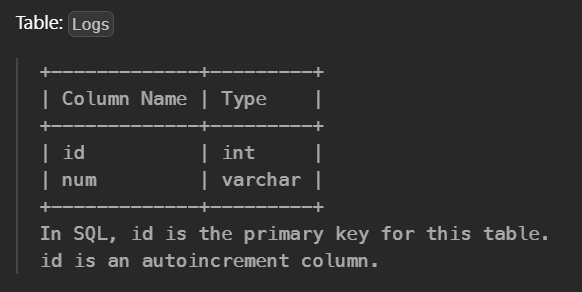 Table: Logs
+-------------+---------+
| Column Name | Type    |
+-------------+---------+
| id          | int     |
| num         | varchar |
+-------------+---------+
In SQL, id is the primary key for this table.
id is an autoincrement column.